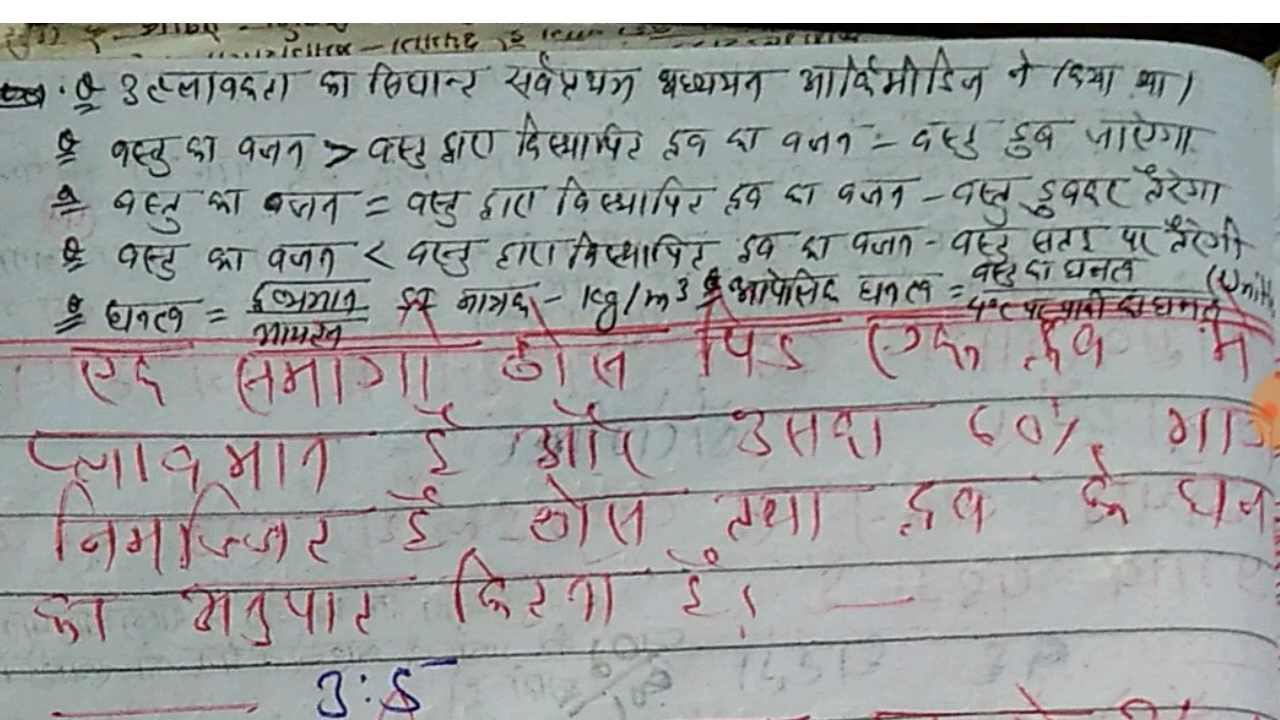 उत्प्लावकता का सिधान्त सर्वप्रथम अध्ययन आर्किमीडिज ने किया था।
वस्तु का वजन > वस्तु द्वारा विस्थापित द्रव का वजन = वस्तु डुब जाऐगा
वस्तु का वजन = वस्तु द्वारा विस्थापित द्रव का वजन - वस्तु डुबकर तैरेगा
वस्तु का वजन < वस्तु द्वारा विस्थापित द्रव का वजन - वस्तु सतह पर तैरेगी
घनत्व = द्रव्यमान / आयतन मात्रक - kg/m³ आपेक्षिक घनत्व = वस्तु का घनत्व / 4°C पर पानी का घनत्व (Unit
एक समागी ठोस पिंड एक द्रव में
प्लावमान है और उसका 60% भाग
निमज्जित है ठोस तथा द्रव के घन
का अनुपात कितना है।
3:5